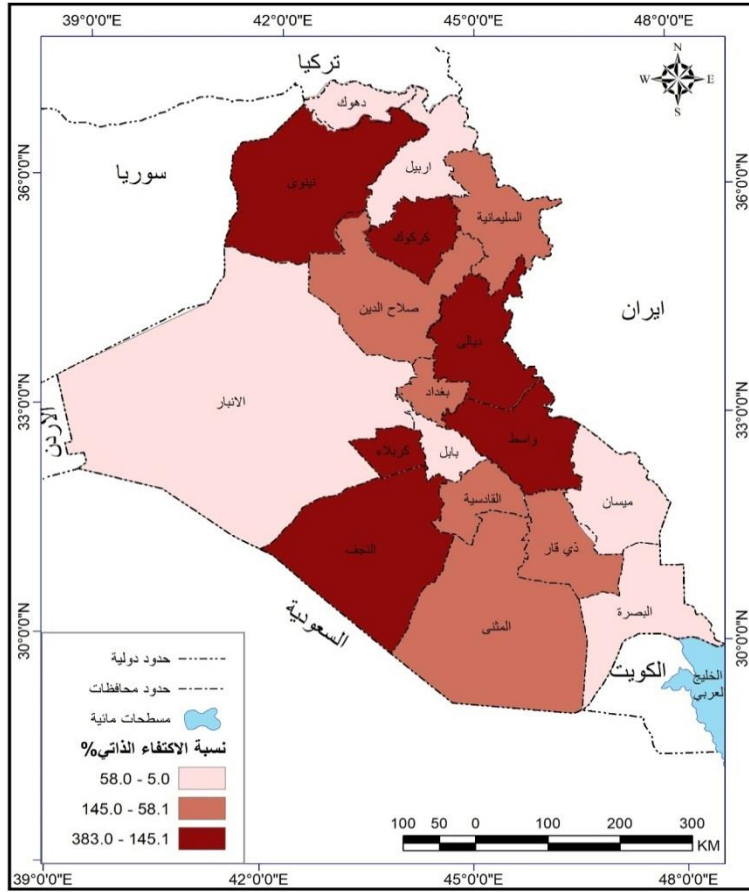 39°0'0"E
42°0'0"E
45°0'0"E
48°0'0"E
N
W E
S
تركيا
دهوك
اربيل
36°0'0"N
36°0'0"N
سوريا
نينوى
السليمانية
كركوك
ايران
صلاح الدين
ديالى
33°0'0"N
33°0'0"N
بغداد
الانبار
الأردن
واسط
بابل
كربلاء
ميسان
القادسية
ذي قار
النجف
البصرة
المثنى
السعودية
30°0'0"N
30°0'0"N
الكويت
الخليج
العربي
حدود دولية
حدود محافظات
مسطحات مائية
نسبة الاكتفاء الذاتي%
58.0 - 5.0
145.0 - 58.1
383.0 - 145.1
100 50 0 100 200 300
KM
39°0'0"E
42°0'0"E
45°0'0"E
48°0'0"E